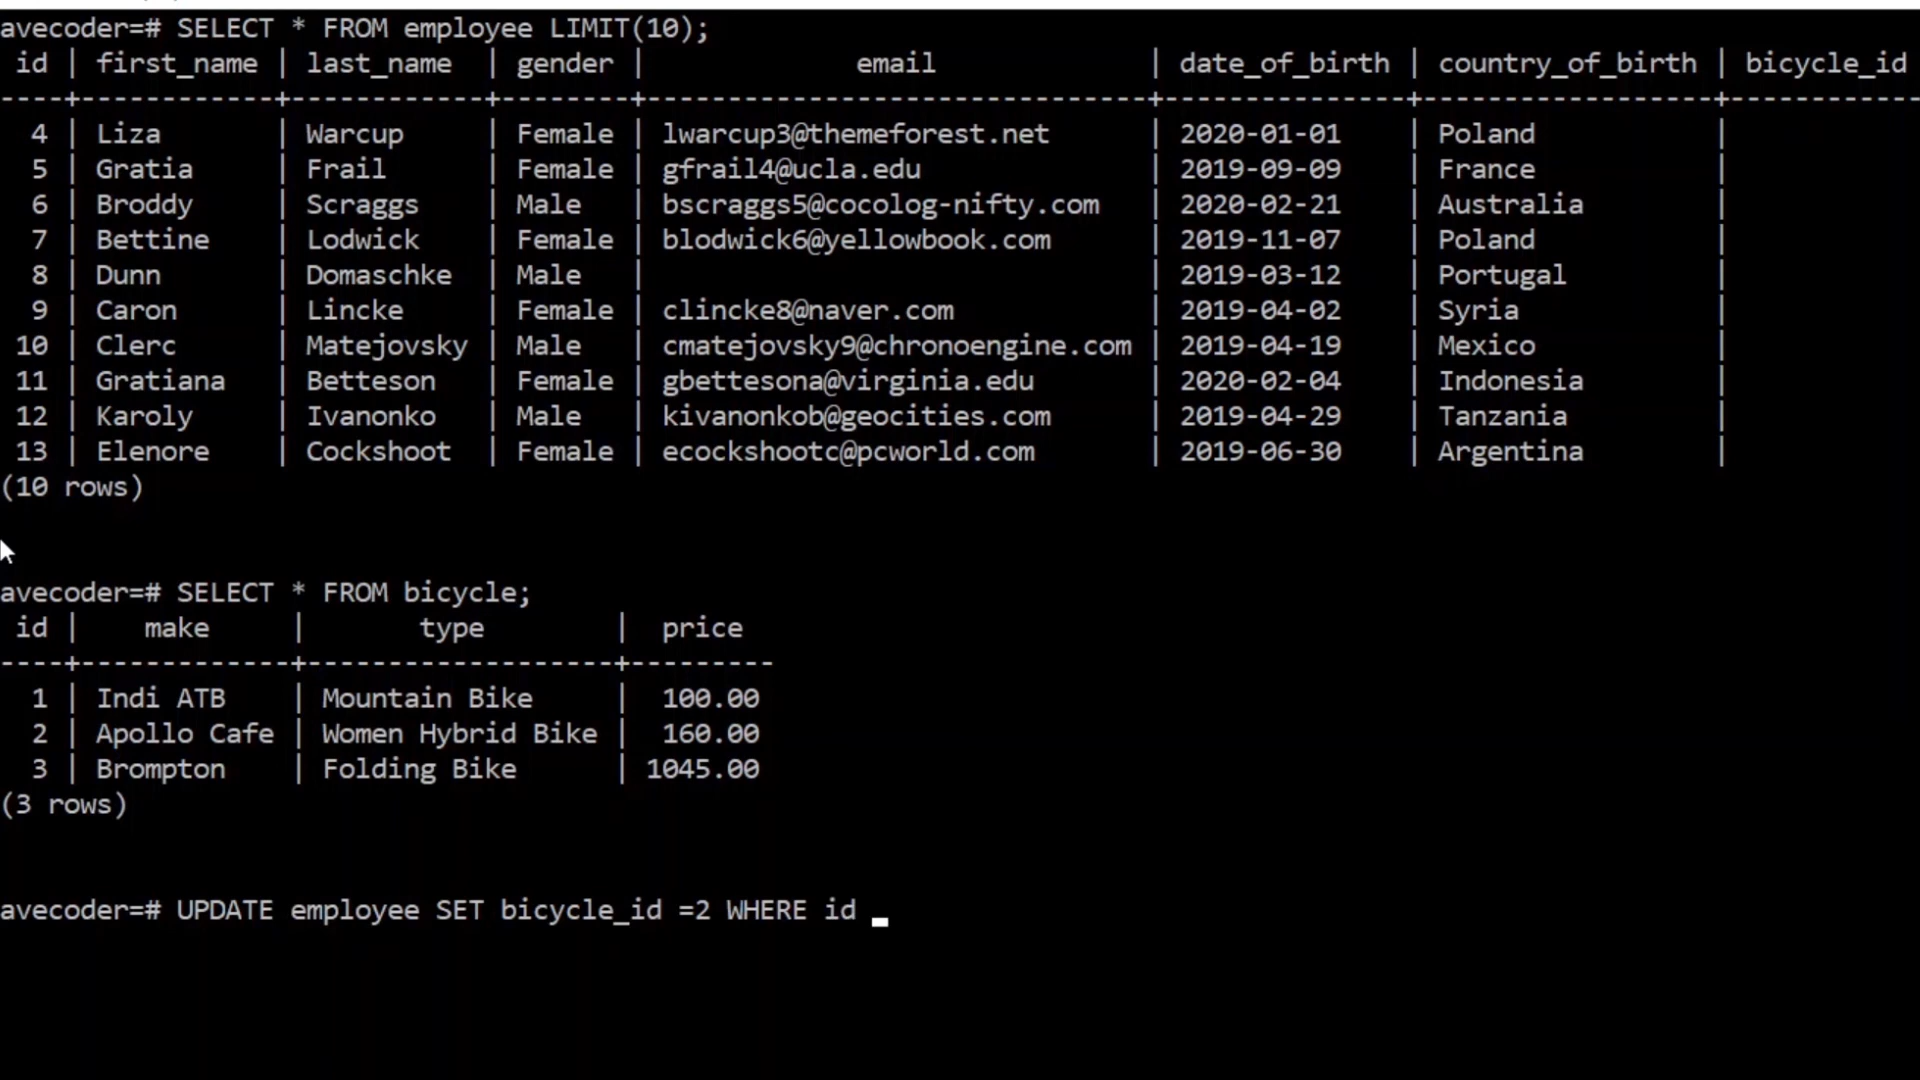 avecoder=# SELECT * FROM employee LIMIT(10);
 id | first_name | last_name  | gender |            email             | date_of_birth | country_of_birth | bicycle_id
----+------------+------------+--------+------------------------------+---------------+------------------+------------
  4 | Liza       | Warcup     | Female | lwarcup3@themeforest.net     | 2020-01-01    | Poland           |
  5 | Gratia     | Frail      | Female | gfrail4@ucla.edu             | 2019-09-09    | France           |
  6 | Broddy     | Scraggs    | Male   | bscraggs5@cocolog-nifty.com  | 2020-02-21    | Australia        |
  7 | Bettine    | Lodwick    | Female | blodwick6@yellowbook.com     | 2019-11-07    | Poland           |
  8 | Dunn       | Domaschke  | Male   |                              | 2019-03-12    | Portugal         |
  9 | Caron      | Lincke     | Female | clincke8@naver.com           | 2019-04-02    | Syria            |
 10 | Clerc      | Matejovsky | Male   | cmatejovsky9@chronoengine.com | 2019-04-19    | Mexico           |
 11 | Gratiana   | Betteson   | Female | gbettesona@virginia.edu      | 2020-02-04    | Indonesia        |
 12 | Karoly     | Ivanonko   | Male   | kivanonkob@geocities.com     | 2019-04-29    | Tanzania         |
 13 | Elenore    | Cockshoot  | Female | ecockshootc@pcworld.com      | 2019-06-30    | Argentina        |
(10 rows)
avecoder=# SELECT * FROM bicycle;
 id |    make     |       type        |  price
----+-------------+-------------------+---------
  1 | Indi ATB    | Mountain Bike     |  100.00
  2 | Apollo Cafe | Women Hybrid Bike |  160.00
  3 | Brompton    | Folding Bike      | 1045.00
(3 rows)
avecoder=# UPDATE employee SET bicycle_id =2 WHERE id _